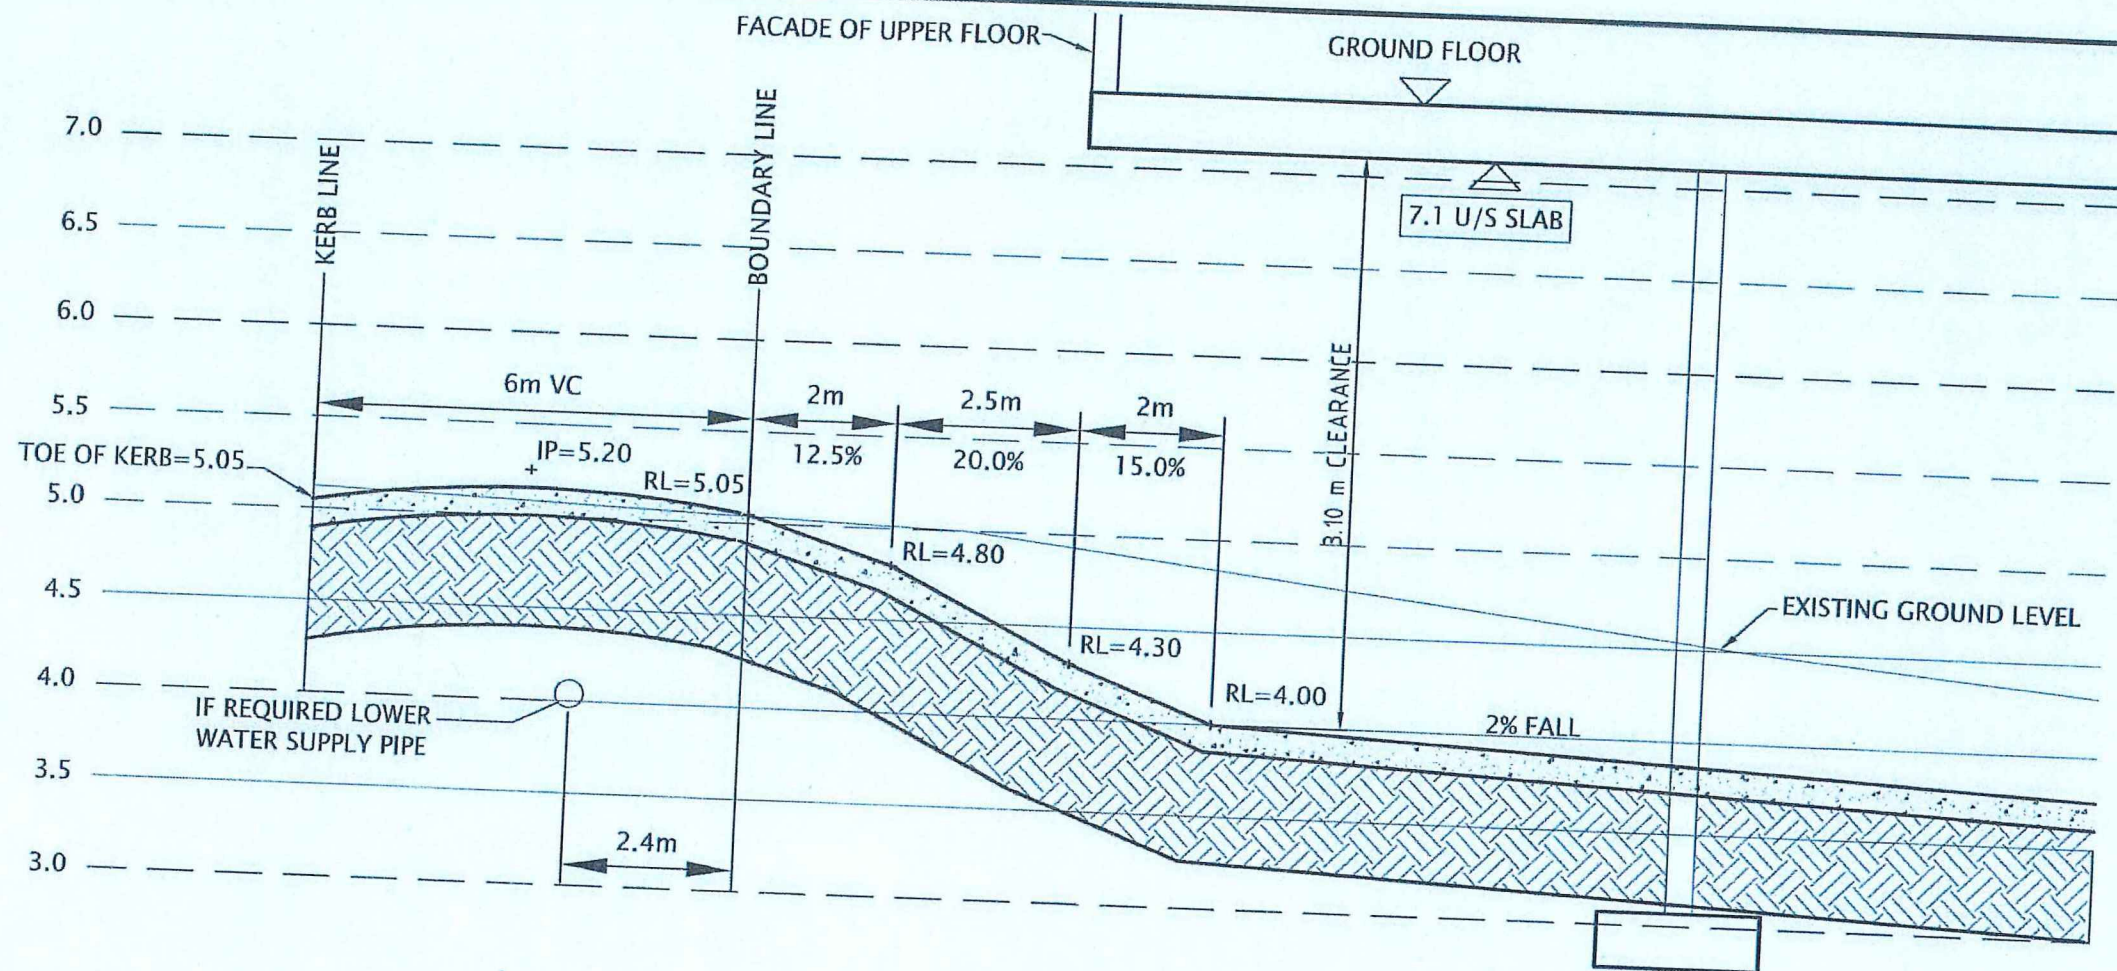 FACADE OF UPPER FLOOR
GROUND FLOOR
7.0
KERB LINE
BOUNDARY LINE
7.1 U/S SLAB
6.5
6.0
5.5
6m VC
2m
2.5m
2m
12.5%
20.0%
15.0%
3.10 m CLEARANCE
TOE OF KERB=5.05
IP=5.20
RL=5.05
5.0
RL=4.80
4.5
RL=4.30
EXISTING GROUND LEVEL
4.0
RL=4.00
IF REQUIRED LOWER
WATER SUPPLY PIPE
2% FALL
3.5
2.4m
3.0